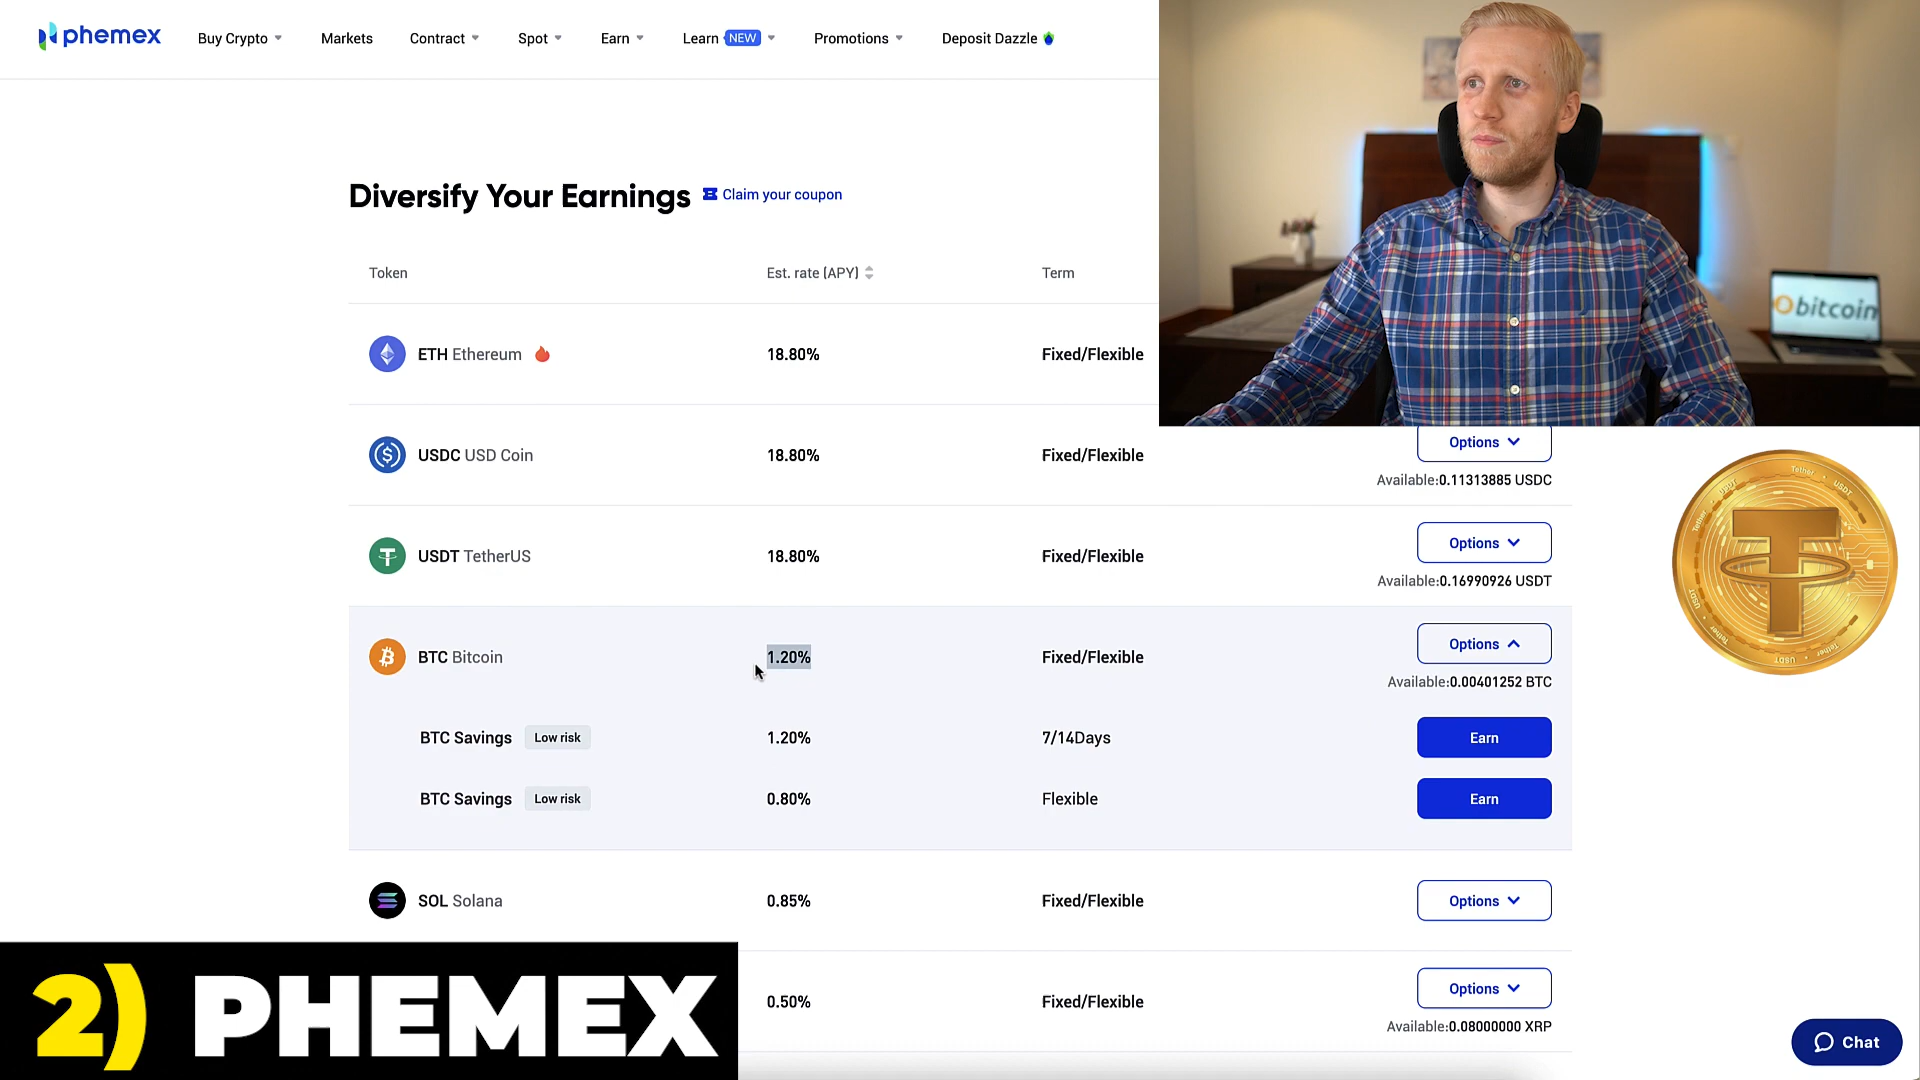 phemex
Buy Crypto
Markets
Contract
Spot
Earn
Learn NEW
Promotions
Deposit Dazzle
Diversify Your Earnings
Claim your coupon
Token
Est. rate (APY)
Term
ETH Ethereum
18.80%
Fixed/Flexible
USDC USD Coin
18.80%
Fixed/Flexible
Options
Available:0.11313885 USDC
USDT TetherUS
18.80%
Fixed/Flexible
Options
Available:0.16990926 USDT
BTC Bitcoin
1.20%
Fixed/Flexible
Options
Available:0.00401252 BTC
BTC Savings
Low risk
1.20%
7/14Days
Earn
BTC Savings
Low risk
0.80%
Flexible
Earn
SOL Solana
0.85%
Fixed/Flexible
Options
0.50%
Fixed/Flexible
Options
Available:0.08000000 XRP
Chat
bitcoin
Tether
USDT
USDT
Tether
2) PHEMEX